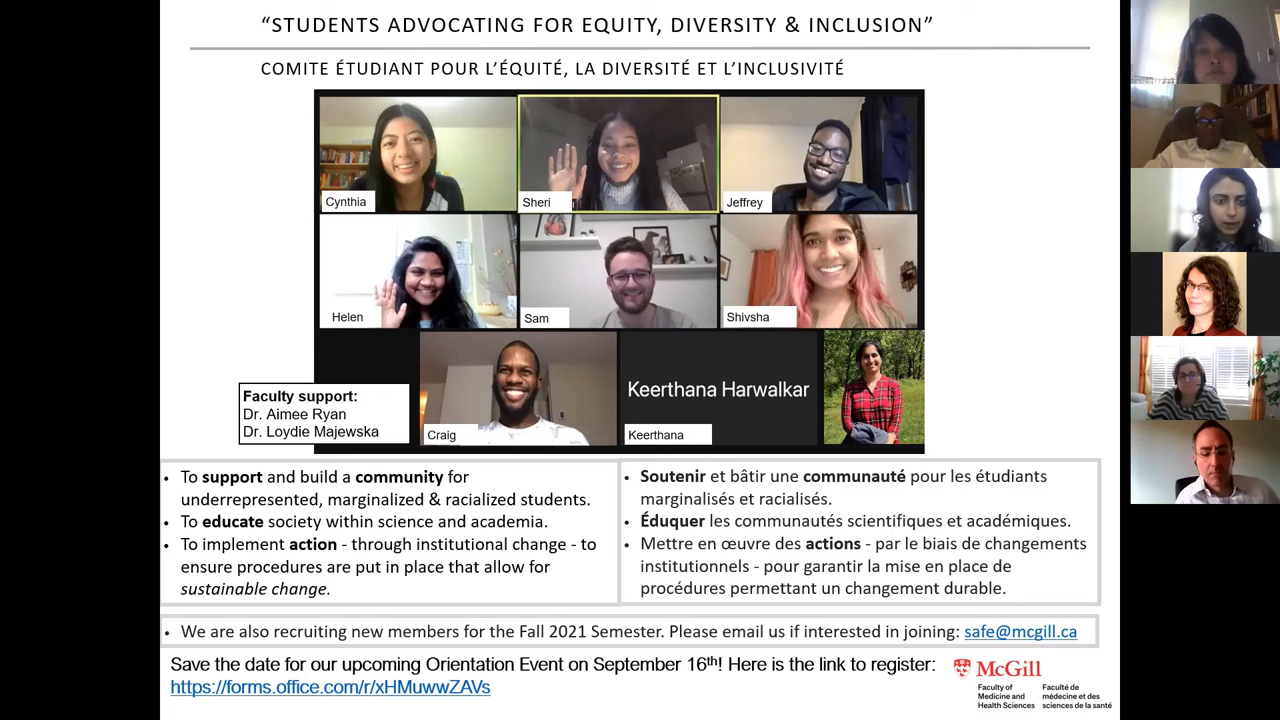 “STUDENTS ADVOCATING FOR EQUITY, DIVERSITY & INCLUSION”
COMITE ÉTUDIANT POUR L’ÉQUITÉ, LA DIVERSITÉ ET L’INCLUSIVITÉ
Cynthia
Sheri
Jeffrey
Helen
Sam
Shivsha
Keerthana Harwalkar
Craig
Keerthana
Faculty support:
Dr. Aimee Ryan
Dr. Loydie Majewska
• To support and build a community for
underrepresented, marginalized & racialized students.
• To educate society within science and academia.
• To implement action - through institutional change - to
ensure procedures are put in place that allow for
sustainable change.
• Soutenir et bâtir une communauté pour les étudiants
marginalisés et racialisés.
• Éduquer les communautés scientifiques et académiques.
• Mettre en œuvre des actions - par le biais de changements
institutionnels - pour garantir la mise en place de
procédures permettant un changement durable.
• We are also recruiting new members for the Fall 2021 Semester. Please email us if interested in joining: safe@mcgill.ca
Save the date for our upcoming Orientation Event on September 16th! Here is the link to register:
https://forms.office.com/r/xHMuwwZAVs
McGill
Faculty of
Medicine and
Health Sciences
Faculté de
médecine et des
sciences de la santé